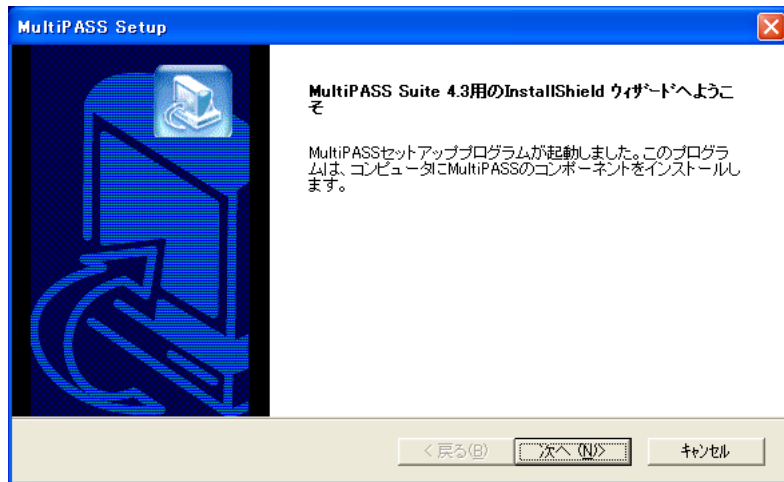 MultiPASS Setup
MultiPASS Suite 4.3用のInstallShield ｳｨｻﾞｰﾄﾞへようこ
そ
MultiPASSセットアッププログラムが起動しました。このプログラ
ムは、コンピュータにMultiPASSのコンポーネントをインストールし
ます。
< 戻る(B) 次へ (N)> ｷｬﾝｾﾙ